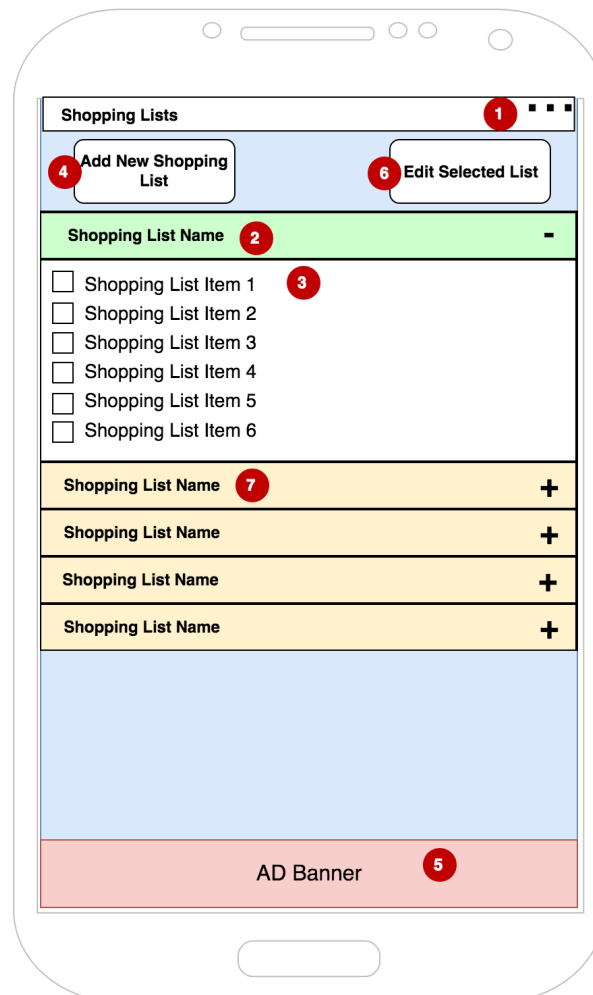 Shopping Lists 1 ...
4 Add New Shopping
List
6 Edit Selected List
Shopping List Name 2 -
Shopping List Item 1 3
Shopping List Item 2
Shopping List Item 3
Shopping List Item 4
Shopping List Item 5
Shopping List Item 6
Shopping List Name 7 +
Shopping List Name +
Shopping List Name +
Shopping List Name +
AD Banner 5